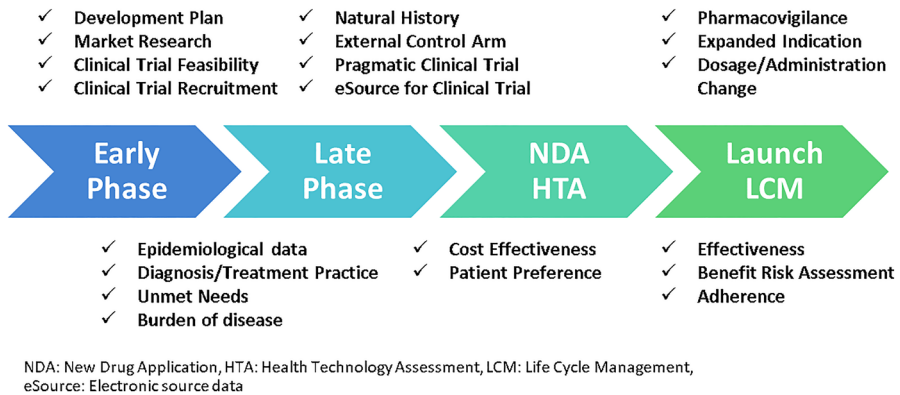 ✓ Development Plan
✓ Market Research
✓ Clinical Trial Feasibility
✓ Clinical Trial Recruitment
✓ Natural History
✓ External Control Arm
✓ Pragmatic Clinical Trial
✓ eSource for Clinical Trial
✓ Pharmacovigilance
✓ Expanded Indication
✓ Dosage/Administration
Change
Early
Phase
Late
Phase
NDA
HTA
Launch
LCM
✓ Epidemiological data
✓ Diagnosis/Treatment Practice
✓ Unmet Needs
✓ Burden of disease
✓ Cost Effectiveness
✓ Patient Preference
✓ Effectiveness
✓ Benefit Risk Assessment
✓ Adherence
NDA: New Drug Application, HTA: Health Technology Assessment, LCM: Life Cycle Management,
eSource: Electronic source data